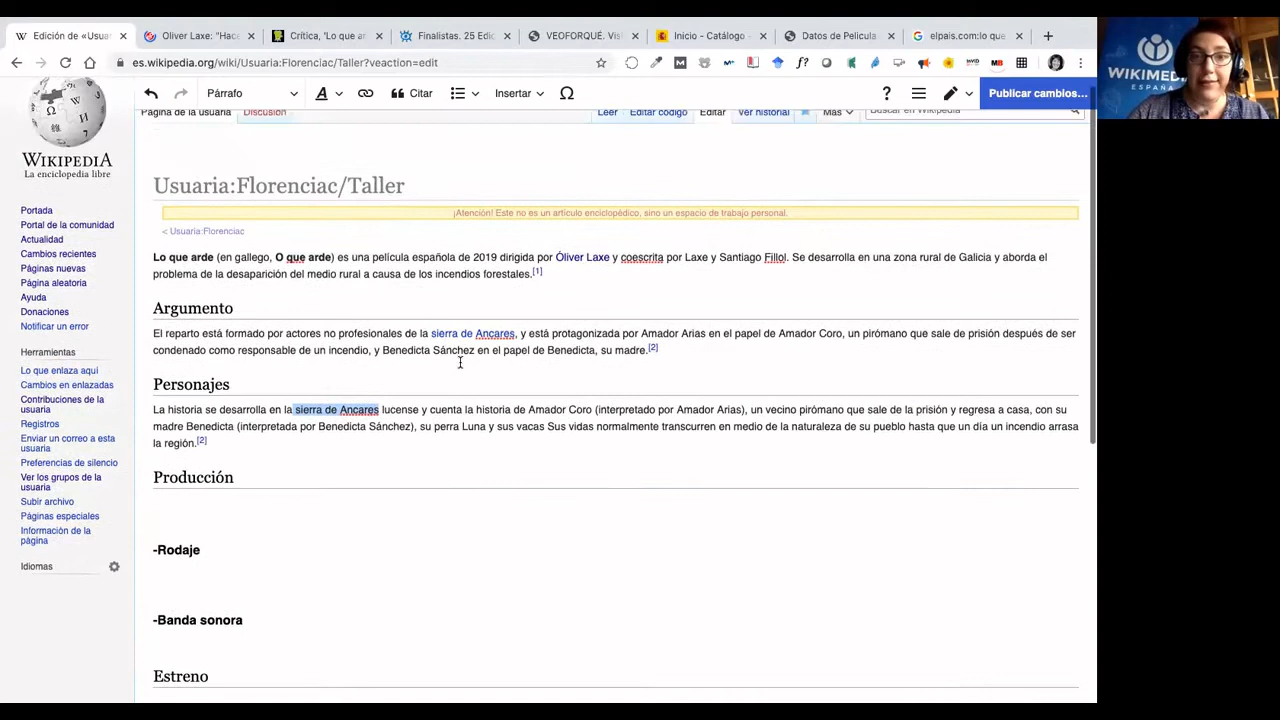 Edición de «Usua
Oliver Laxe: "Hace
Crítica, 'Lo que ar
Finalistas. 25 Edic
VEOFORQUÉ. Vis
Inicio - Catálogo
Datos de Pelicula
elpais.com:lo que
es.wikipedia.org/wiki/Usuaria:Florenciac/Taller?veaction=edit
Párrafo
A
Citar
Insertar
Ω
?
Publicar cambios...
Página de la usuaria
Discusión
Leer
Editar código
Editar
Ver historial
Más
Buscar en Wikipedia
WIKIPEDIA
La enciclopedia libre
Portada
Portal de la comunidad
Actualidad
Cambios recientes
Páginas nuevas
Página aleatoria
Ayuda
Donaciones
Notificar un error
Herramientas
Lo que enlaza aquí
Cambios en enlazadas
Contribuciones de la
usuaria
Registros
Enviar un correo a esta
usuaria
Preferencias de silencio
Ver los grupos de la
usuaria
Subir archivo
Páginas especiales
Información de la
página
Idiomas
Usuaria:Florenciac/Taller
¡Atención! Este no es un artículo enciclopédico, sino un espacio de trabajo personal.
< Usuaria:Florenciac
Lo que arde (en gallego, O que arde) es una película española de 2019 dirigida por Óliver Laxe y coescrita por Laxe y Santiago Fillol. Se desarrolla en una zona rural de Galicia y aborda el
problema de la desaparición del medio rural a causa de los incendios forestales.[1]
Argumento
El reparto está formado por actores no profesionales de la sierra de Ancares, y está protagonizada por Amador Arias en el papel de Amador Coro, un pirómano que sale de prisión después de ser
condenado como responsable de un incendio, y Benedicta Sánchez en el papel de Benedicta, su madre.[2]
Personajes
La historia se desarrolla en la sierra de Ancares lucense y cuenta la historia de Amador Coro (interpretado por Amador Arias), un vecino pirómano que sale de la prisión y regresa a casa, con su
madre Benedicta (interpretada por Benedicta Sánchez), su perra Luna y sus vacas Sus vidas normalmente transcurren en medio de la naturaleza de su pueblo hasta que un día un incendio arrasa
la región.[2]
Producción
-Rodaje
-Banda sonora
Estreno
WIKIMEDI
ESPAÑA